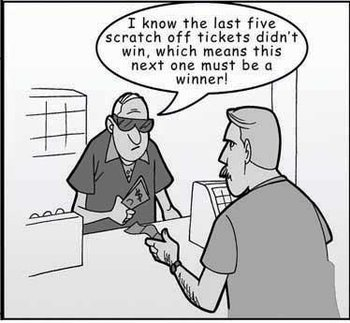 I know the last five
scratch off tickets didn't
win, which means this
next one must be a
winner!